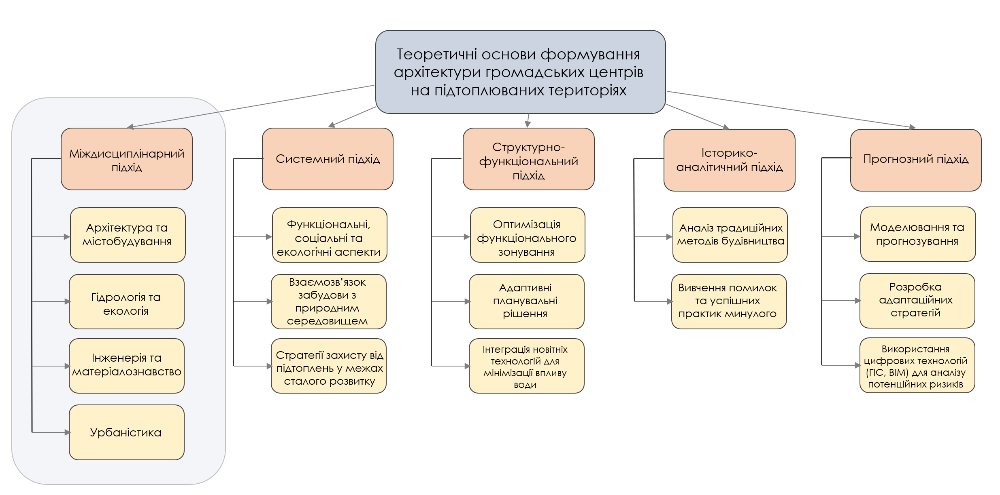 Теоретичні основи формування
архітектури громадських центрів
на підтоплюваних територіях
Міждисциплінарний
підхід
Архітектура та
містобудування
Гідрологія та
екологія
Інженерія та
матеріалознавство
Урбаністика
Системний підхід
Функціональні,
соціальні та
екологічні аспекти
Взаємозв’язок
забудови з
природним
середовищем
Стратегії захисту від
підтоплень у межах
сталого розвитку
Структурно-
функціональний
підхід
Оптимізація
функціонального
зонування
Адаптивні
планувальні
рішення
Інтеграція новітніх
технологій для
мінімізації впливу
води
Історико-
аналітичний підхід
Аналіз традиційних
методів будівництва
Вивчення помилок
та успішних
практик минулого
Прогнозний підхід
Моделювання та
прогнозування
Розробка
адаптаційних
стратегій
Використання
цифрових технологій
(ГІС, BIM) для аналізу
потенційних ризиків